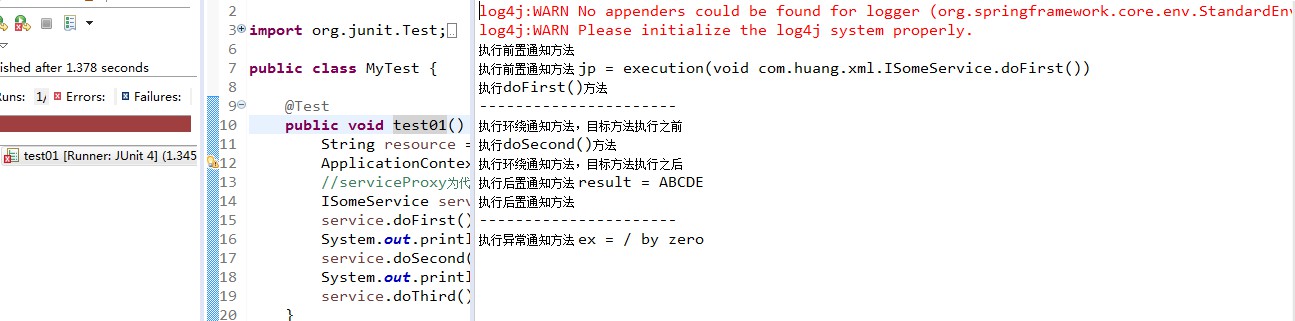 ished after 1.378 seconds
uns: 1/ Errors: Failures:
test01 [Runner: JUnit 4] (1.345
2
3 import org.junit.Test;
6
7 public class MyTest {
8
9 @Test
10 public void test01()
11 String resource =
12 ApplicationContex
13 //serviceProxy为代
14 ISomeService serv
15 service.doFirst()
16 System.out.printl
17 service.doSecond(
18 System.out.printl
19 service.doThird()
20 }
log4j:WARN No appenders could be found for logger (org.springframework.core.env.StandardEnv
log4j:WARN Please initialize the log4j system properly.
执行前置通知方法
执行前置通知方法 jp = execution(void com.huang.xml.ISomeService.doFirst())
执行doFirst()方法
----------------------
执行环绕通知方法，目标方法执行之前
执行doSecond()方法
执行环绕通知方法，目标方法执行之后
执行后置通知方法 result = ABCDE
执行后置通知方法
----------------------
执行异常通知方法 ex = / by zero